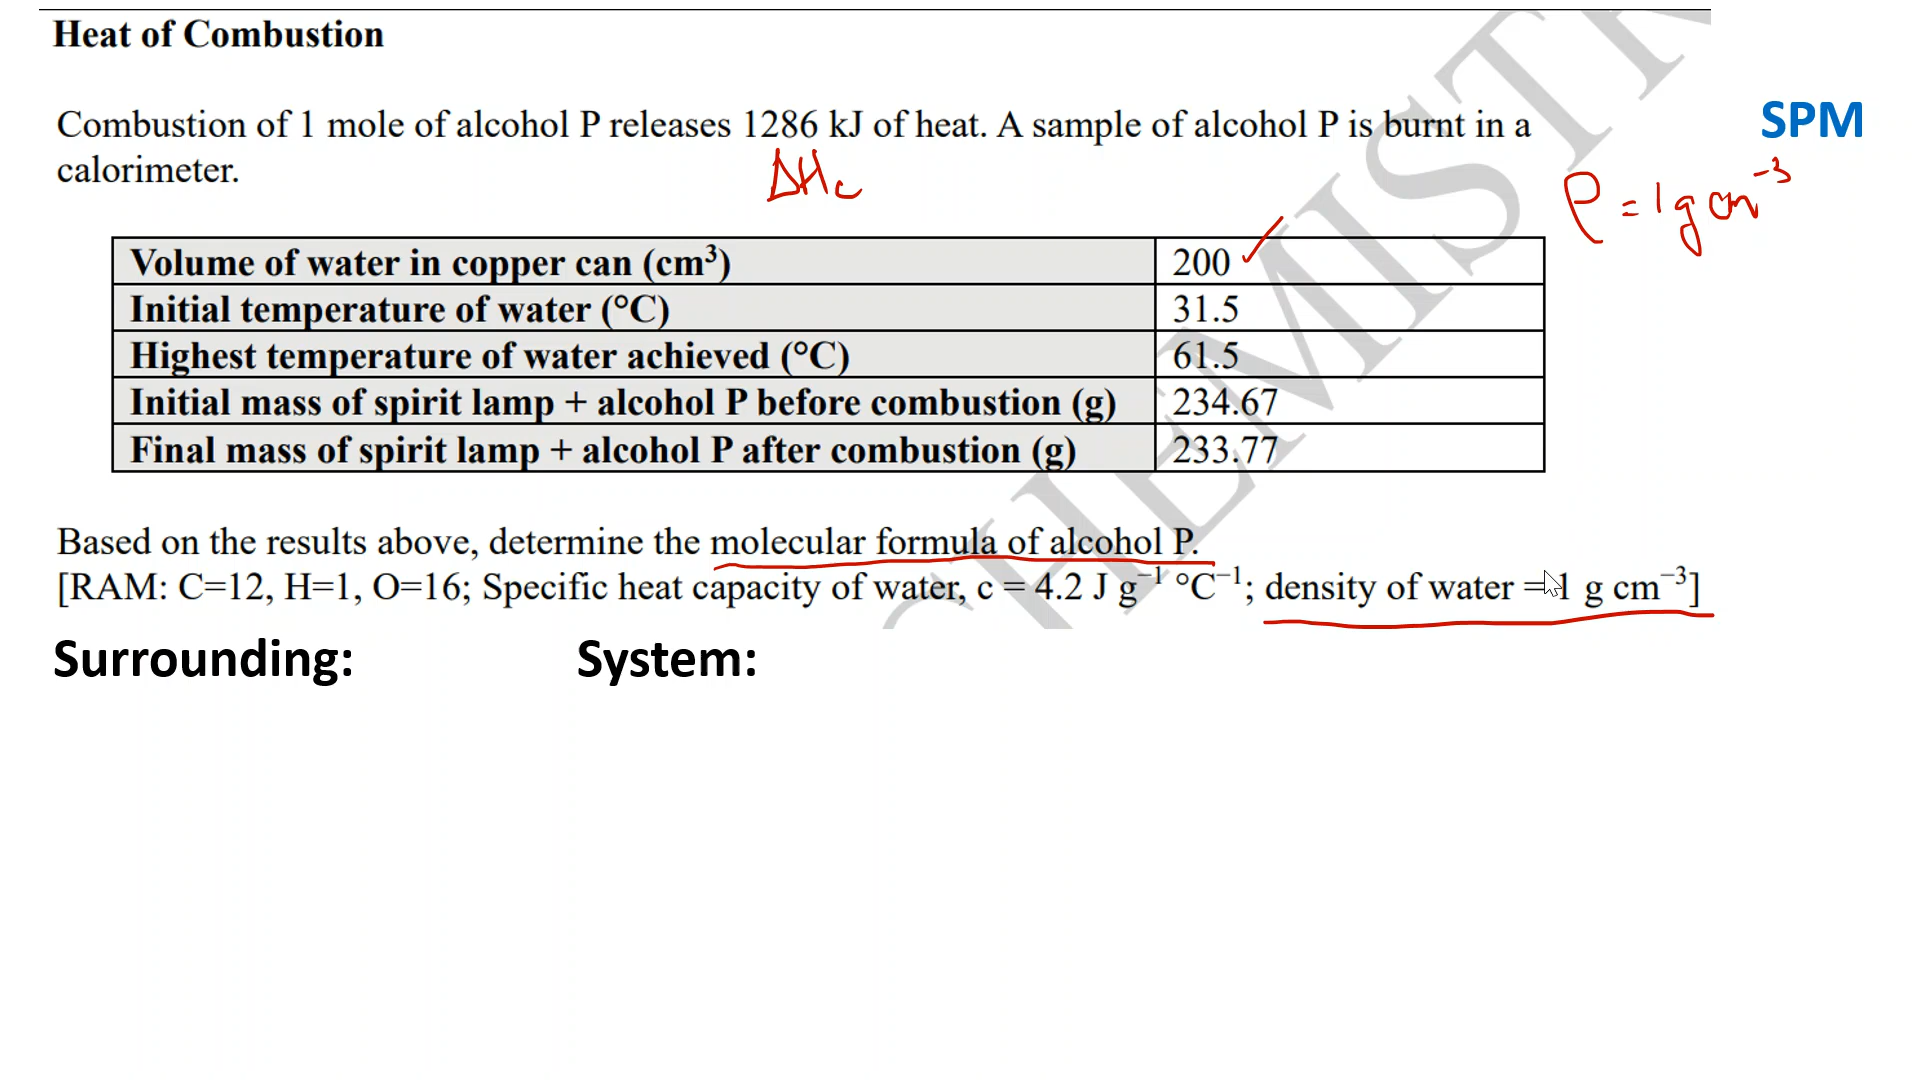 Heat of Combustion
Combustion of 1 mole of alcohol P releases 1286 kJ of heat. A sample of alcohol P is burnt in a
calorimeter.
SPM
ΔHc
ρ = 1 g cm⁻³
Volume of water in copper can (cm³) 200 ✓
Initial temperature of water (°C) 31.5
Highest temperature of water achieved (°C) 61.5
Initial mass of spirit lamp + alcohol P before combustion (g) 234.67
Final mass of spirit lamp + alcohol P after combustion (g) 233.77
Based on the results above, determine the molecular formula of alcohol P.
[RAM: C=12, H=1, O=16; Specific heat capacity of water, c = 4.2 J g⁻¹ °C⁻¹; density of water = 1 g cm⁻³]
Surrounding: System:
CHEMISTR